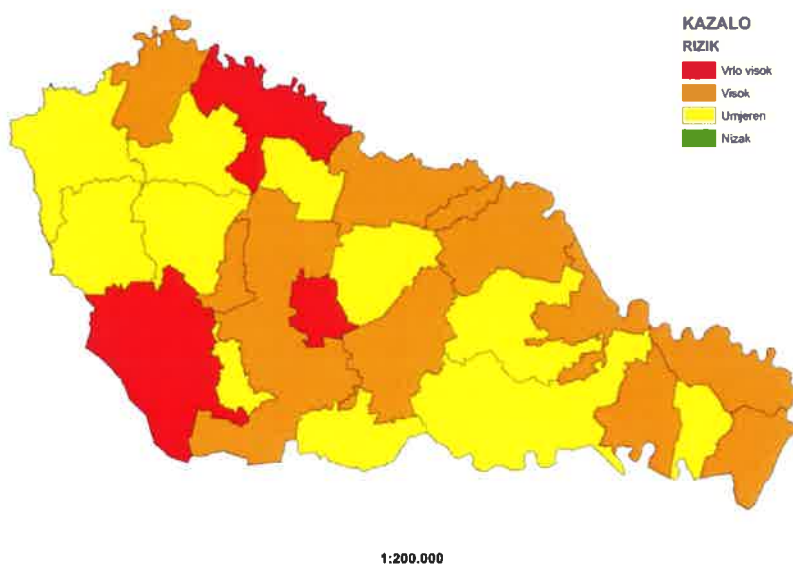 KAZALO
RIZIK
Vrlo visok
Visok
Umjeren
Nizak
1:200.000